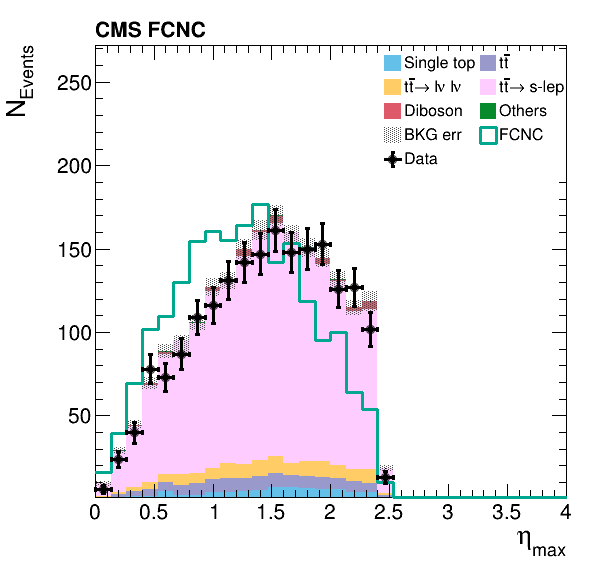 CMS FCNC
N_Events
250
200
150
100
50
Single top
tt̅
tt̅→ lν lν
tt̅→ s-lep
Diboson
Others
BKG err
FCNC
Data
0 0.5 1 1.5 2 2.5 3 3.5 4
η_max